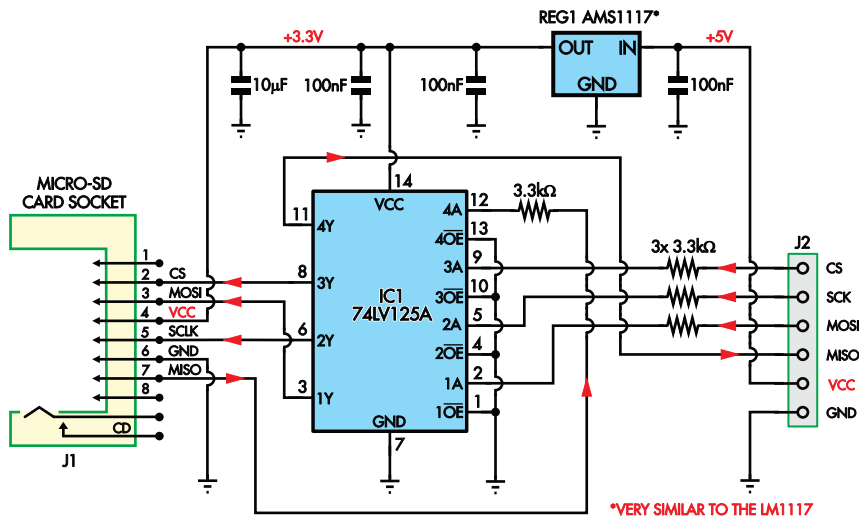 REG1 AMS1117*
+3.3V
+5V
OUT
IN
GND
10µF
100nF
100nF
100nF
MICRO-SD
CARD SOCKET
1
2
CS
3
MOSI
4
VCC
5
SCLK
6
GND
7
MISO
8
CD
J1
14
VCC
11
4Y
8
3Y
6
2Y
3
1Y
IC1
74LV125A
12
4A
13
4OE
9
3A
10
3OE
5
2A
4
2OE
2
1A
1
1OE
GND
7
3.3kΩ
3x 3.3kΩ
J2
CS
SCK
MOSI
MISO
VCC
GND
*VERY SIMILAR TO THE LM1117